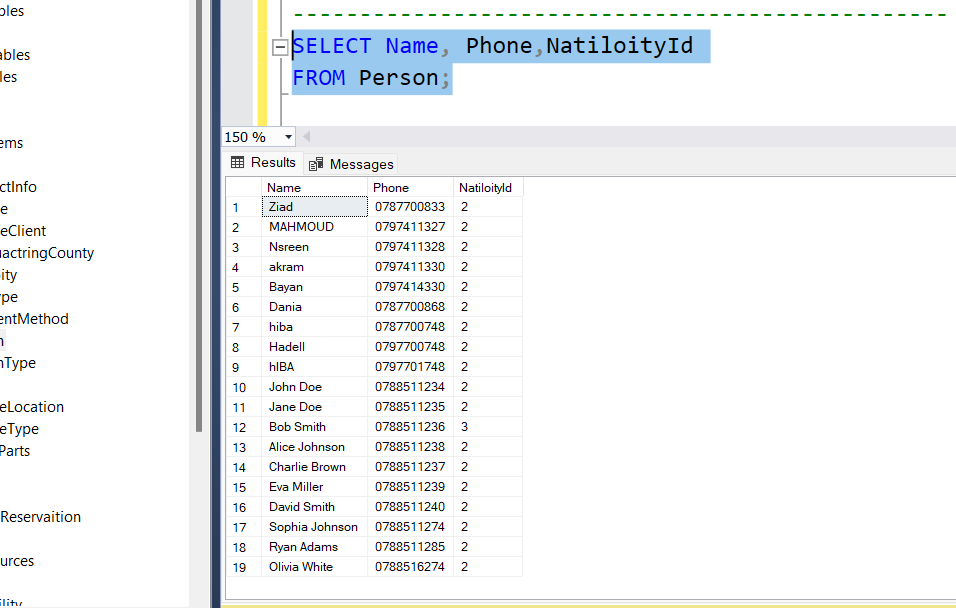 bles
ables
les
ems
ctInfo
e
eClient
uactringCounty
ity
ype
entMethod
n
nType
eLocation
eType
Parts
Reservaition
urces
ility
SELECT Name, Phone,NatiloityId
FROM Person;
150 %
Results Messages
Name Phone NatiloityId
1 Ziad 0787700833 2
2 MAHMOUD 0797411327 2
3 Nsreen 0797411328 2
4 akram 0797411330 2
5 Bayan 0797414330 2
6 Dania 0787700868 2
7 hiba 0787700748 2
8 Hadell 0797700748 2
9 hIBA 0797701748 2
10 John Doe 0788511234 2
11 Jane Doe 0788511235 2
12 Bob Smith 0788511236 3
13 Alice Johnson 0788511238 2
14 Charlie Brown 0788511237 2
15 Eva Miller 0788511239 2
16 David Smith 0788511240 2
17 Sophia Johnson 0788511274 2
18 Ryan Adams 0788511285 2
19 Olivia White 0788516274 2